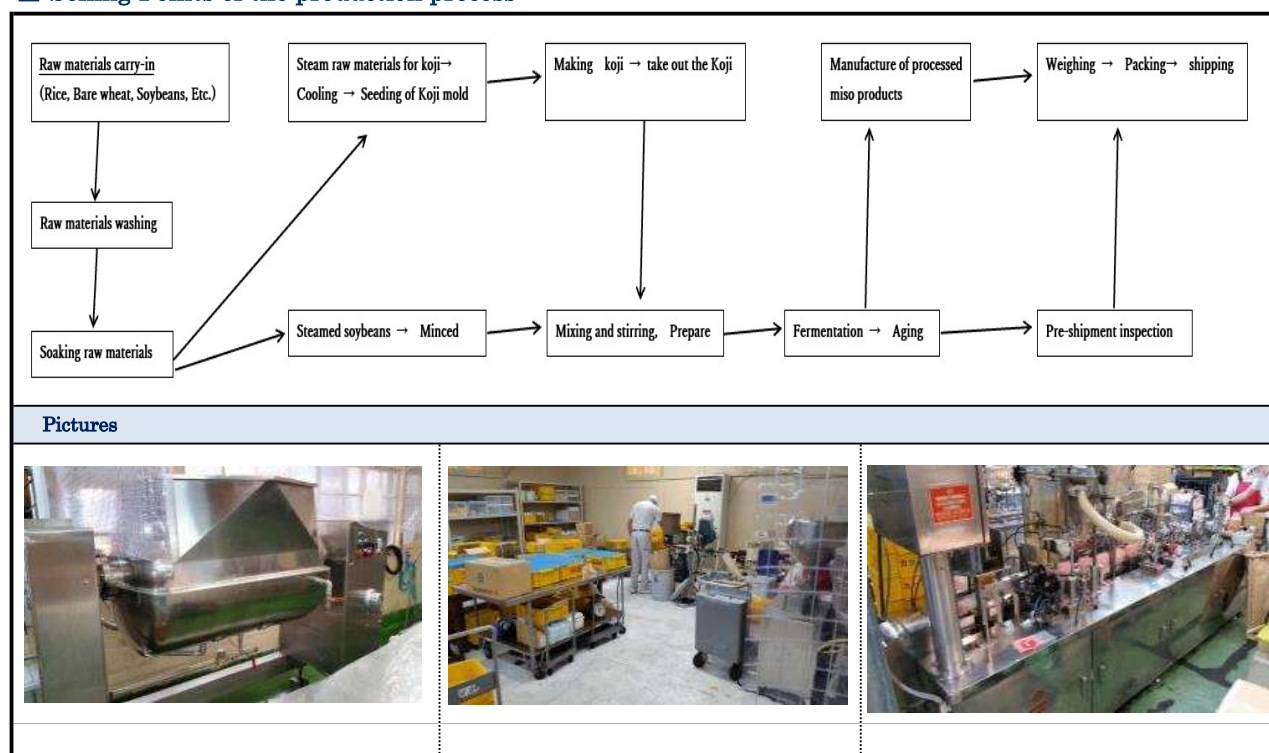 Raw materials carry-in
(Rice, Bare wheat, Soybeans, Etc.)
Steam raw materials for koji→
Cooling → Seeding of Koji mold
Making koji → take out the Koji
Manufacture of processed
miso products
Weighing → Packing→ shipping
Raw materials washing
Soaking raw materials
Steamed soybeans → Minced
Mixing and stirring, Prepare
Fermentation → Aging
Pre-shipment inspection
Pictures